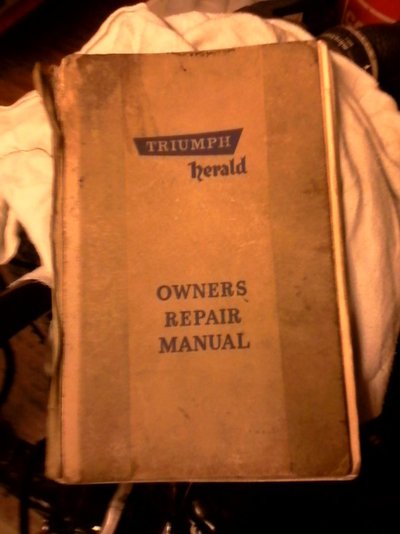 TRIUMPH
herald
OWNERS
REPAIR
MANUAL